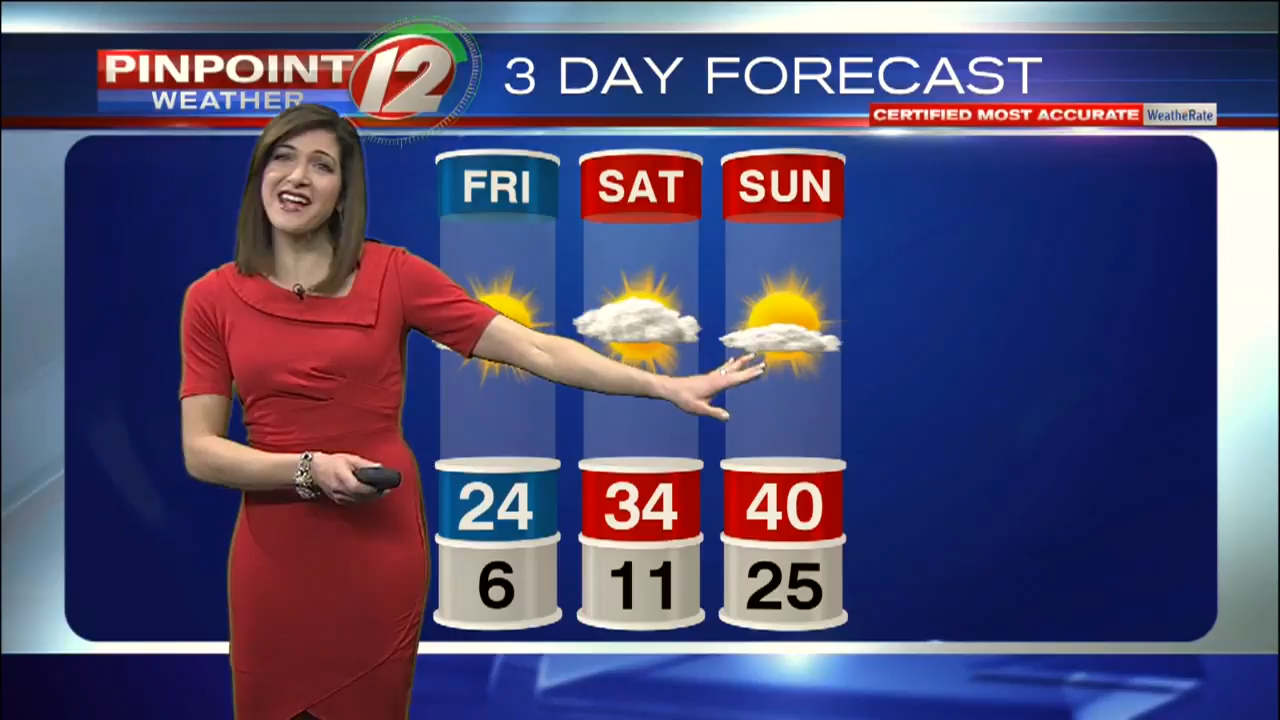 PINPOINT
WEATHER
12
3 DAY FORECAST
CERTIFIED MOST ACCURATE WeatheRate
FRI SAT SUN
24 34 40
6 11 25